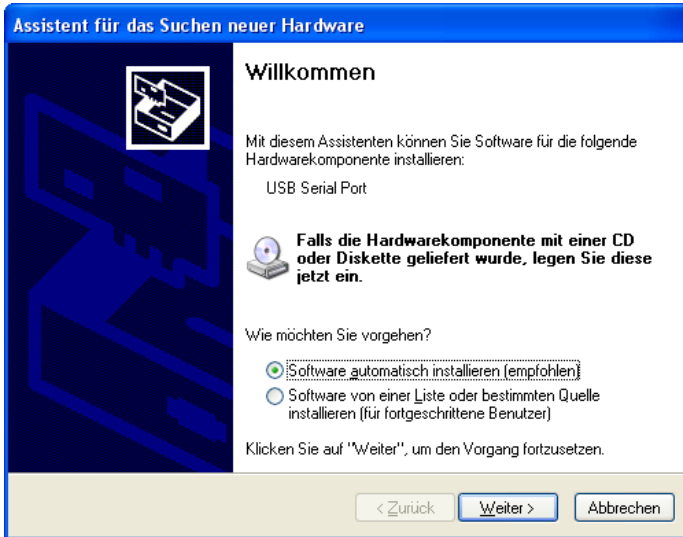 Assistent für das Suchen neuer Hardware
Willkommen
Mit diesem Assistenten können Sie Software für die folgende
Hardwarekomponente installieren:
USB Serial Port
Falls die Hardwarekomponente mit einer CD
oder Diskette geliefert wurde, legen Sie diese
jetzt ein.
Wie möchten Sie vorgehen?
Software automatisch installieren (empfohlen)
Software von einer Liste oder bestimmten Quelle
installieren (für fortgeschrittene Benutzer)
Klicken Sie auf "Weiter", um den Vorgang fortzusetzen.
< Zurück Weiter > Abbrechen